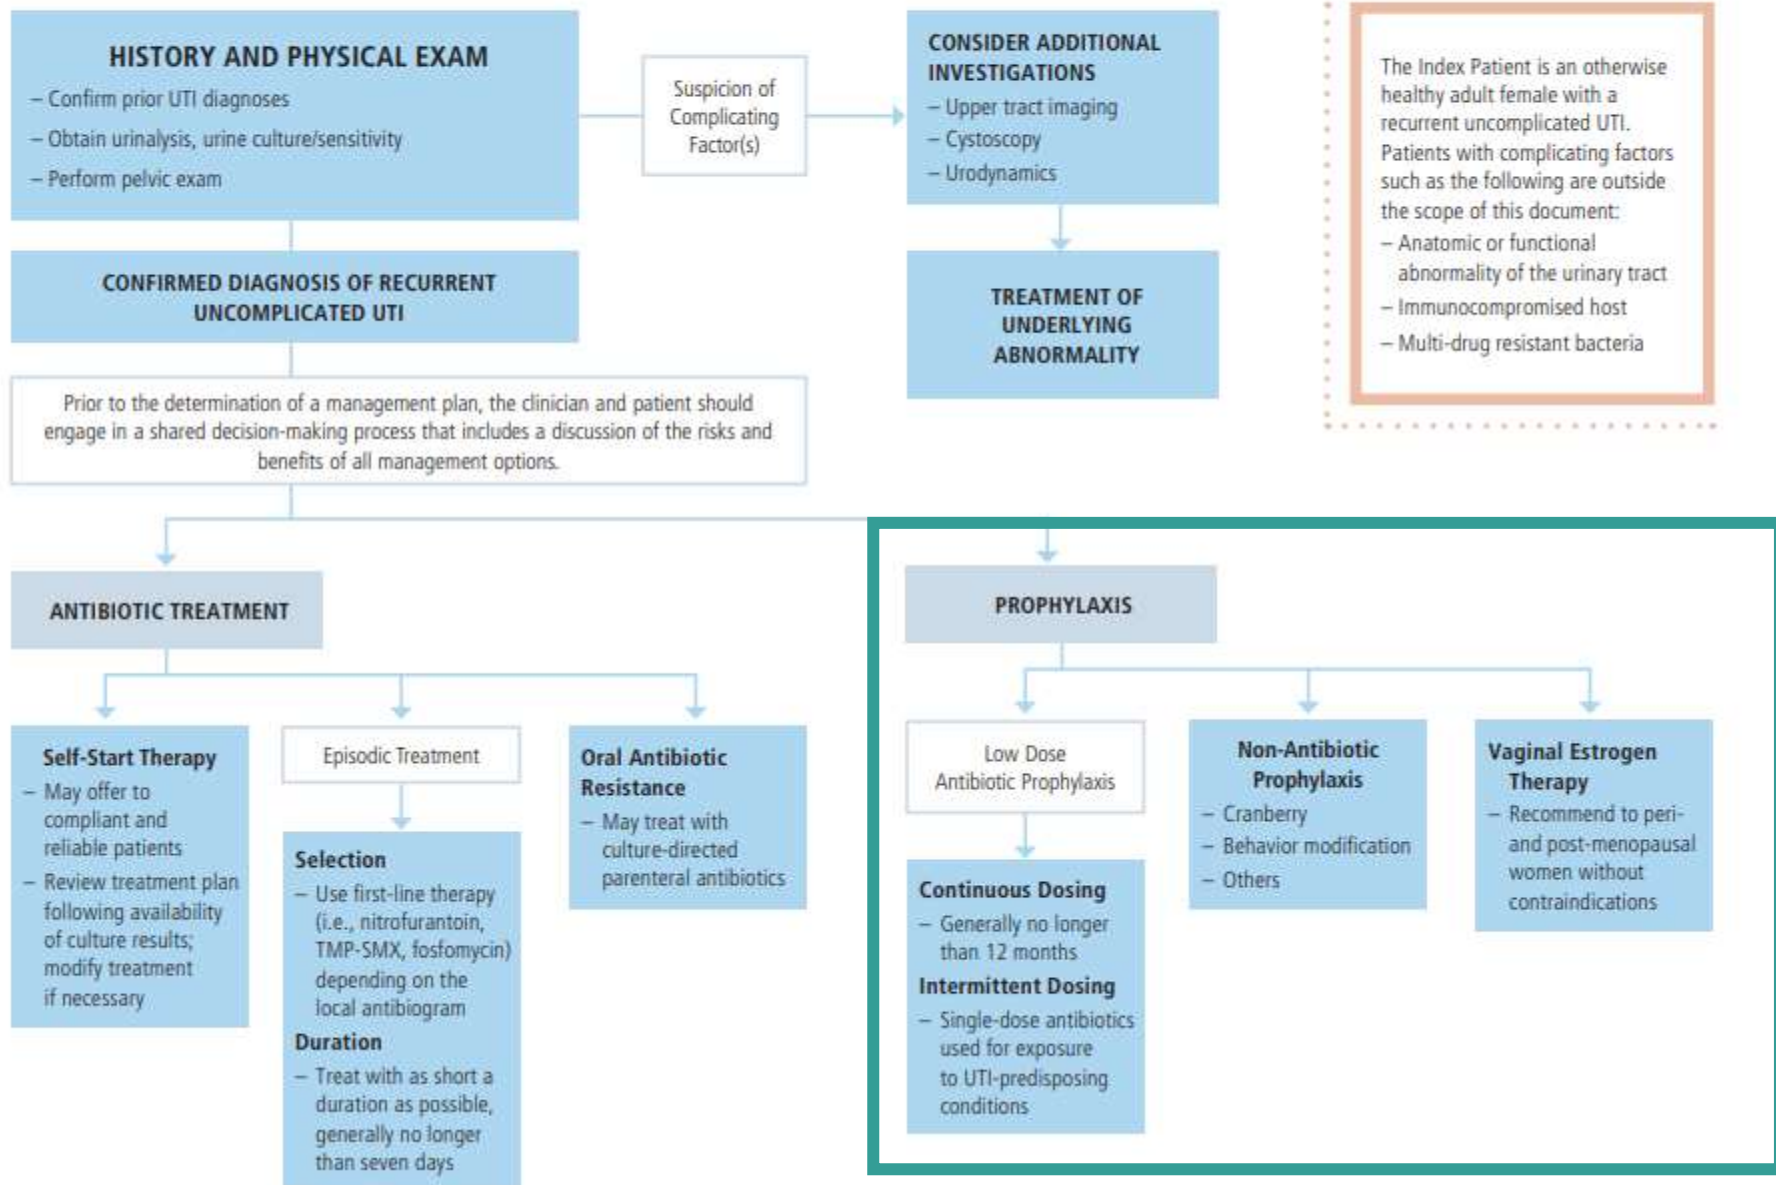 HISTORY AND PHYSICAL EXAM
– Confirm prior UTI diagnoses
– Obtain urinalysis, urine culture/sensitivity
– Perform pelvic exam
Suspicion of
Complicating
Factor(s)
CONSIDER ADDITIONAL
INVESTIGATIONS
– Upper tract imaging
– Cystoscopy
– Urodynamics
The Index Patient is an otherwise
healthy adult female with a
recurrent uncomplicated UTI.
Patients with complicating factors
such as the following are outside
the scope of this document:
– Anatomic or functional
abnormality of the urinary tract
– Immunocompromised host
– Multi-drug resistant bacteria
CONFIRMED DIAGNOSIS OF RECURRENT
UNCOMPLICATED UTI
TREATMENT OF
UNDERLYING
ABNORMALITY
Prior to the determination of a management plan, the clinician and patient should
engage in a shared decision-making process that includes a discussion of the risks and
benefits of all management options.
ANTIBIOTIC TREATMENT
Self-Start Therapy
– May offer to
compliant and
reliable patients
– Review treatment plan
following availability
of culture results;
modify treatment
if necessary
Episodic Treatment
Selection
– Use first-line therapy
(i.e., nitrofurantoin,
TMP-SMX, fosfomycin)
depending on the
local antibiogram
Duration
– Treat with as short a
duration as possible,
generally no longer
than seven days
Oral Antibiotic
Resistance
– May treat with
culture-directed
parenteral antibiotics
PROPHYLAXIS
Low Dose
Antibiotic Prophylaxis
Continuous Dosing
– Generally no longer
than 12 months
Intermittent Dosing
– Single-dose antibiotics
used for exposure
to UTI-predisposing
conditions
Non-Antibiotic
Prophylaxis
– Cranberry
– Behavior modification
– Others
Vaginal Estrogen
Therapy
– Recommend to peri-
and post-menopausal
women without
contraindications